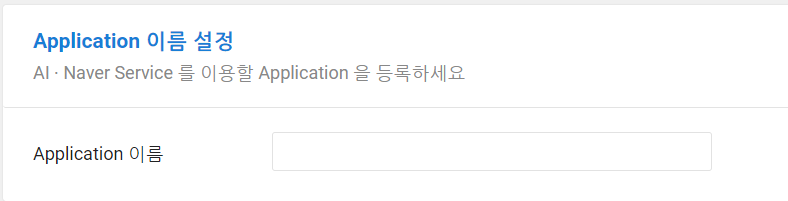 Application 이름 설정
AI · Naver Service 를 이용할 Application 을 등록하세요
Application 이름